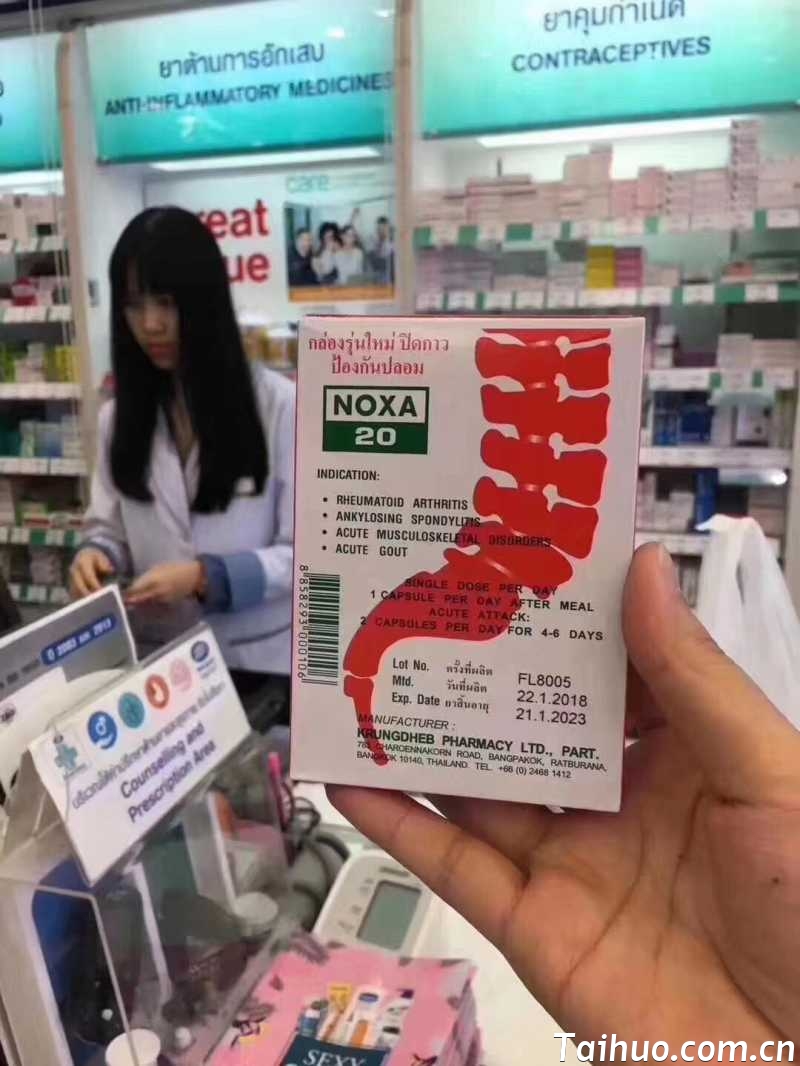 ยาต้านการอักเสบ
ANTI-INFLAMMATORY MEDICINES
ยาคุมกำเนิด
CONTRACEPTIVES
care
reat
ue
กล่องรุ่นใหม่ ปิดกาว
ป้องกันปลอม
NOXA
20
INDICATION:
• RHEUMATOID ARTHRITIS
• ANKYLOSING SPONDYLITIS
• ACUTE MUSCULOSKELETAL DISORDERS
• ACUTE GOUT
SINGLE DOSE PER DAY
1 CAPSULE PER DAY AFTER MEAL
ACUTE ATTACK:
2 CAPSULES PER DAY FOR 4-6 DAYS
8858293000106
Lot No. ครั้งที่ผลิต FL8005
Mfd. วันที่ผลิต 22.1.2018
Exp. Date ยาสิ้นอายุ 21.1.2023
MANUFACTURER :
KRUNGDHEB PHARMACY LTD., PART.
CHAROENNAKORN ROAD, BANGPAKOK, RATBURANA,
BANGKOK 10140, THAILAND. TEL. +66 (0) 2468 1412
Counselling and
Prescription Area
SEXY
Taihuo.com.cn